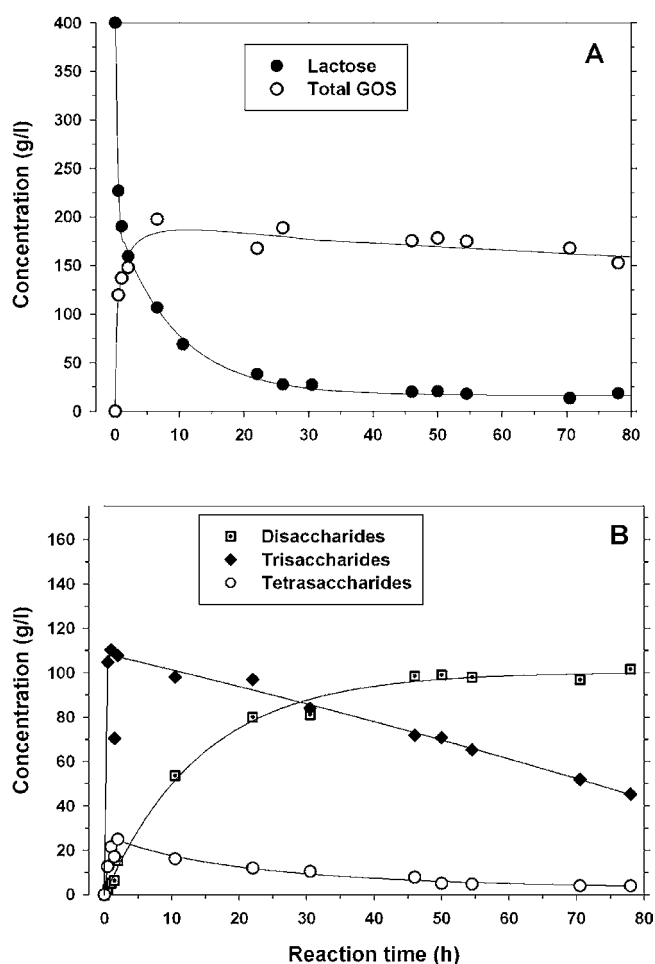 A
Lactose
Total GOS
Concentration (g/l)
400
350
300
250
200
150
100
50
0
0 10 20 30 40 50 60 70 80
B
Disaccharides
Trisaccharides
Tetrasaccharides
Concentration (g/l)
160
140
120
100
80
60
40
20
0
0 10 20 30 40 50 60 70 80
Reaction time (h)